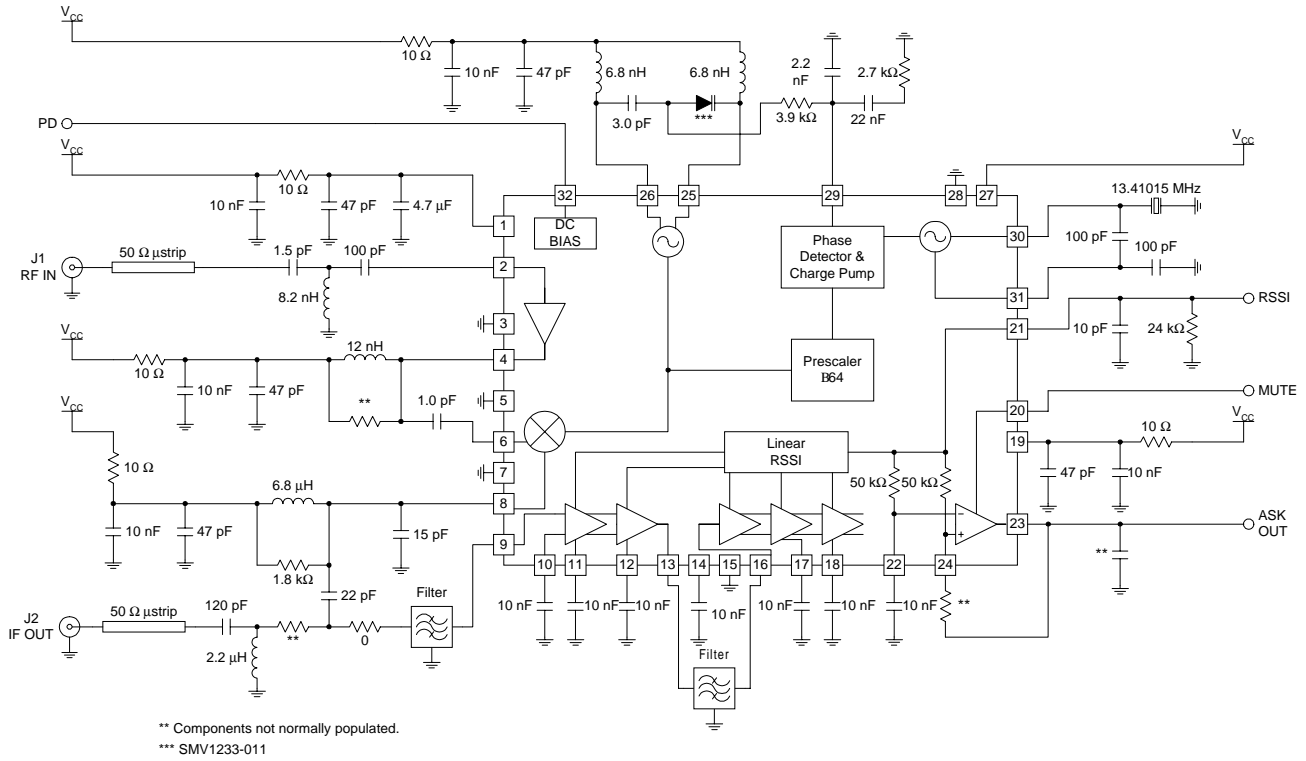 VCC
10 Ω
10 nF
47 pF
6.8 nH
6.8 nH
3.0 pF
***
3.9 kΩ
2.2
nF
2.7 kΩ
22 nF
PD
VCC
10 nF
10 Ω
47 pF
4.7 µF
32
26
25
29
28
27
VCC
13.41015 MHz
1
DC
BIAS
Phase
Detector &
Charge Pump
30
100 pF
100 pF
31
J1
RF IN
50 Ω µstrip
1.5 pF
100 pF
8.2 nH
2
3
21
RSSI
10 pF
24 kΩ
VCC
10 Ω
10 nF
47 pF
12 nH
**
1.0 pF
4
5
6
7
Prescaler
B64
20
MUTE
19
VCC
10 Ω
47 pF
10 nF
VCC
10 Ω
10 nF
47 pF
6.8 µH
1.8 kΩ
15 pF
22 pF
8
9
Linear
RSSI
50 kΩ
50 kΩ
−
+
23
ASK
OUT
**
10
11
12
13
14
15
16
17
18
22
24
10 nF
10 nF
10 nF
10 nF
10 nF
10 nF
10 nF
**
J2
IF OUT
50 Ω µstrip
120 pF
2.2 µH
**
0
Filter
Filter
** Components not normally populated.
*** SMV1233-011